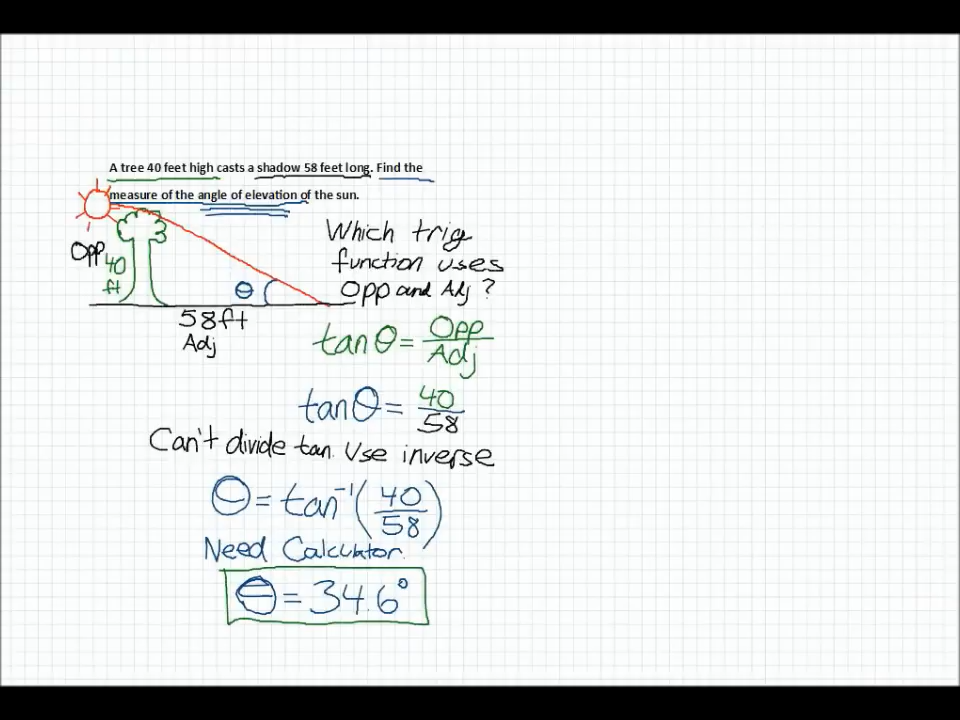 A tree 40 feet high casts a shadow 58 feet long. Find the
measure of the angle of elevation of the sun.
Opp
40
ft
θ
58ft
Adj
Which trig
function uses
Opp and Adj ?
tanθ = Opp/Adj
tanθ = 40/58
Can't divide tan. Use inverse
θ = tan⁻¹(40/58)
Need Calculator.
θ = 34.6°